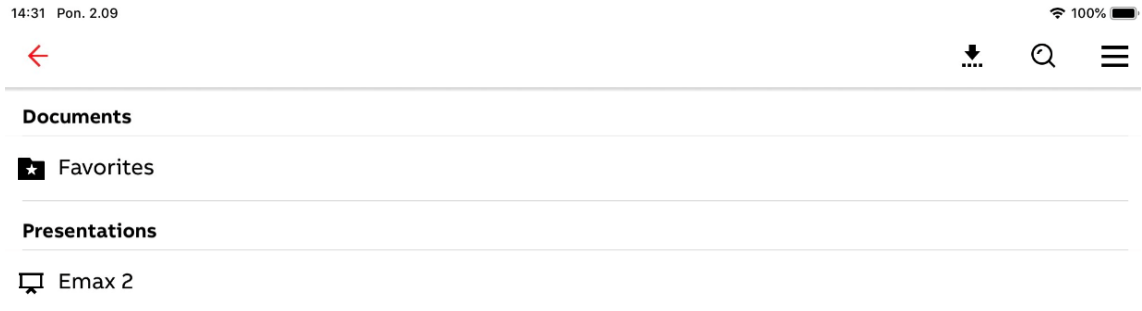 14:31 Pon. 2.09 100%
Documents
Favorites
Presentations
Emax 2